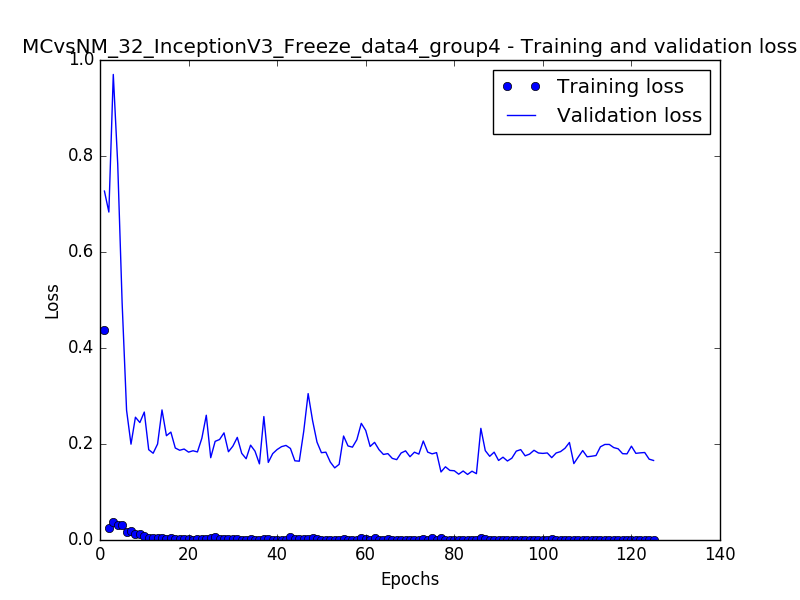 MCvsNM_32_InceptionV3_Freeze_data4_group4 - Training and validation loss
1.0
0.8
0.6
0.4
0.2
0.0
Loss
Training loss
Validation loss
0 20 40 60 80 100 120 140
Epochs